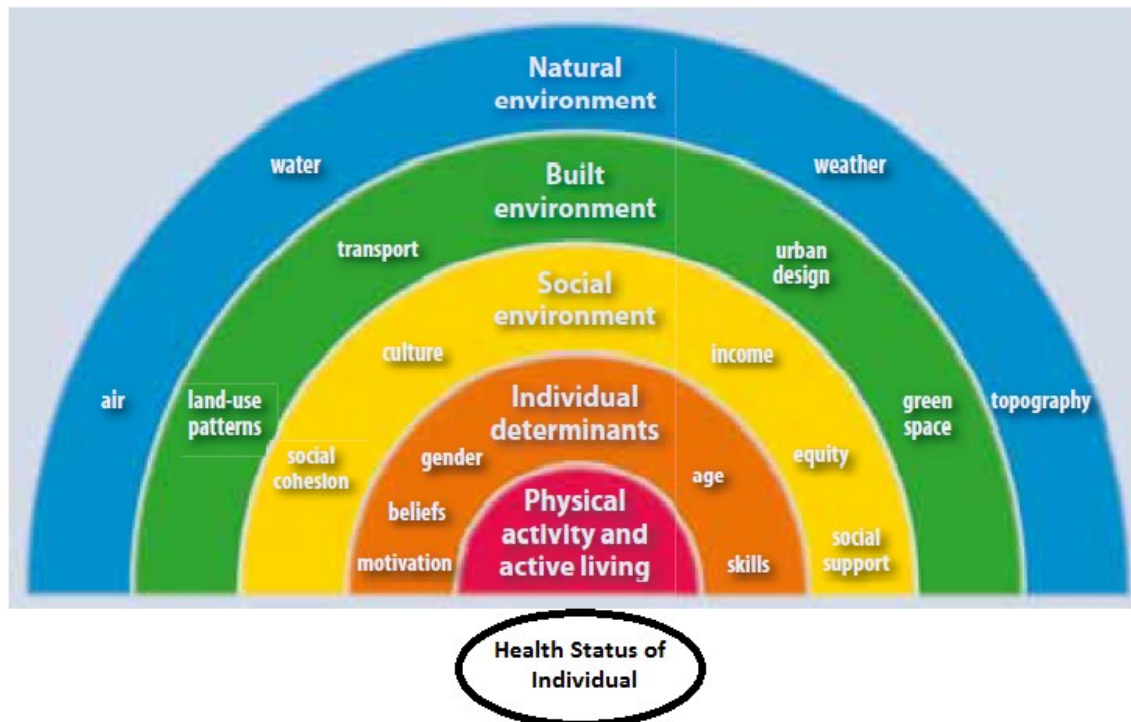 Natural
environment
water
weather
Built
environment
transport
urban
design
Social
environment
culture
income
air
land-use
patterns
Individual
determinants
green
space
topography
social
cohesion
gender
age
equity
beliefs
Physical
activity and
active living
motivation
skills
social
support
Health Status of
Individual